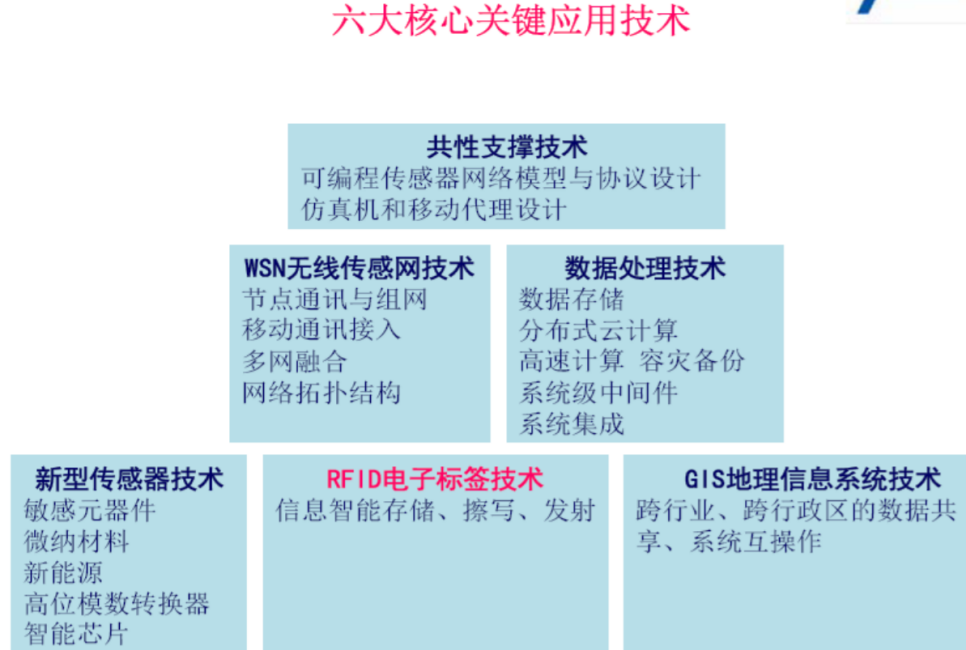 六大核心关键应用技术
共性支撑技术
可编程传感器网络模型与协议设计
仿真机和移动代理设计
WSN无线传感网技术
节点通讯与组网
移动通讯接入
多网融合
网络拓扑结构
数据处理技术
数据存储
分布式云计算
高速计算 容灾备份
系统级中间件
系统集成
新型传感器技术
敏感元器件
微纳材料
新能源
高位模数转换器
智能芯片
RFID电子标签技术
信息智能存储、擦写、发射
GIS地理信息系统技术
跨行业、跨行政区的数据共
享、系统互操作